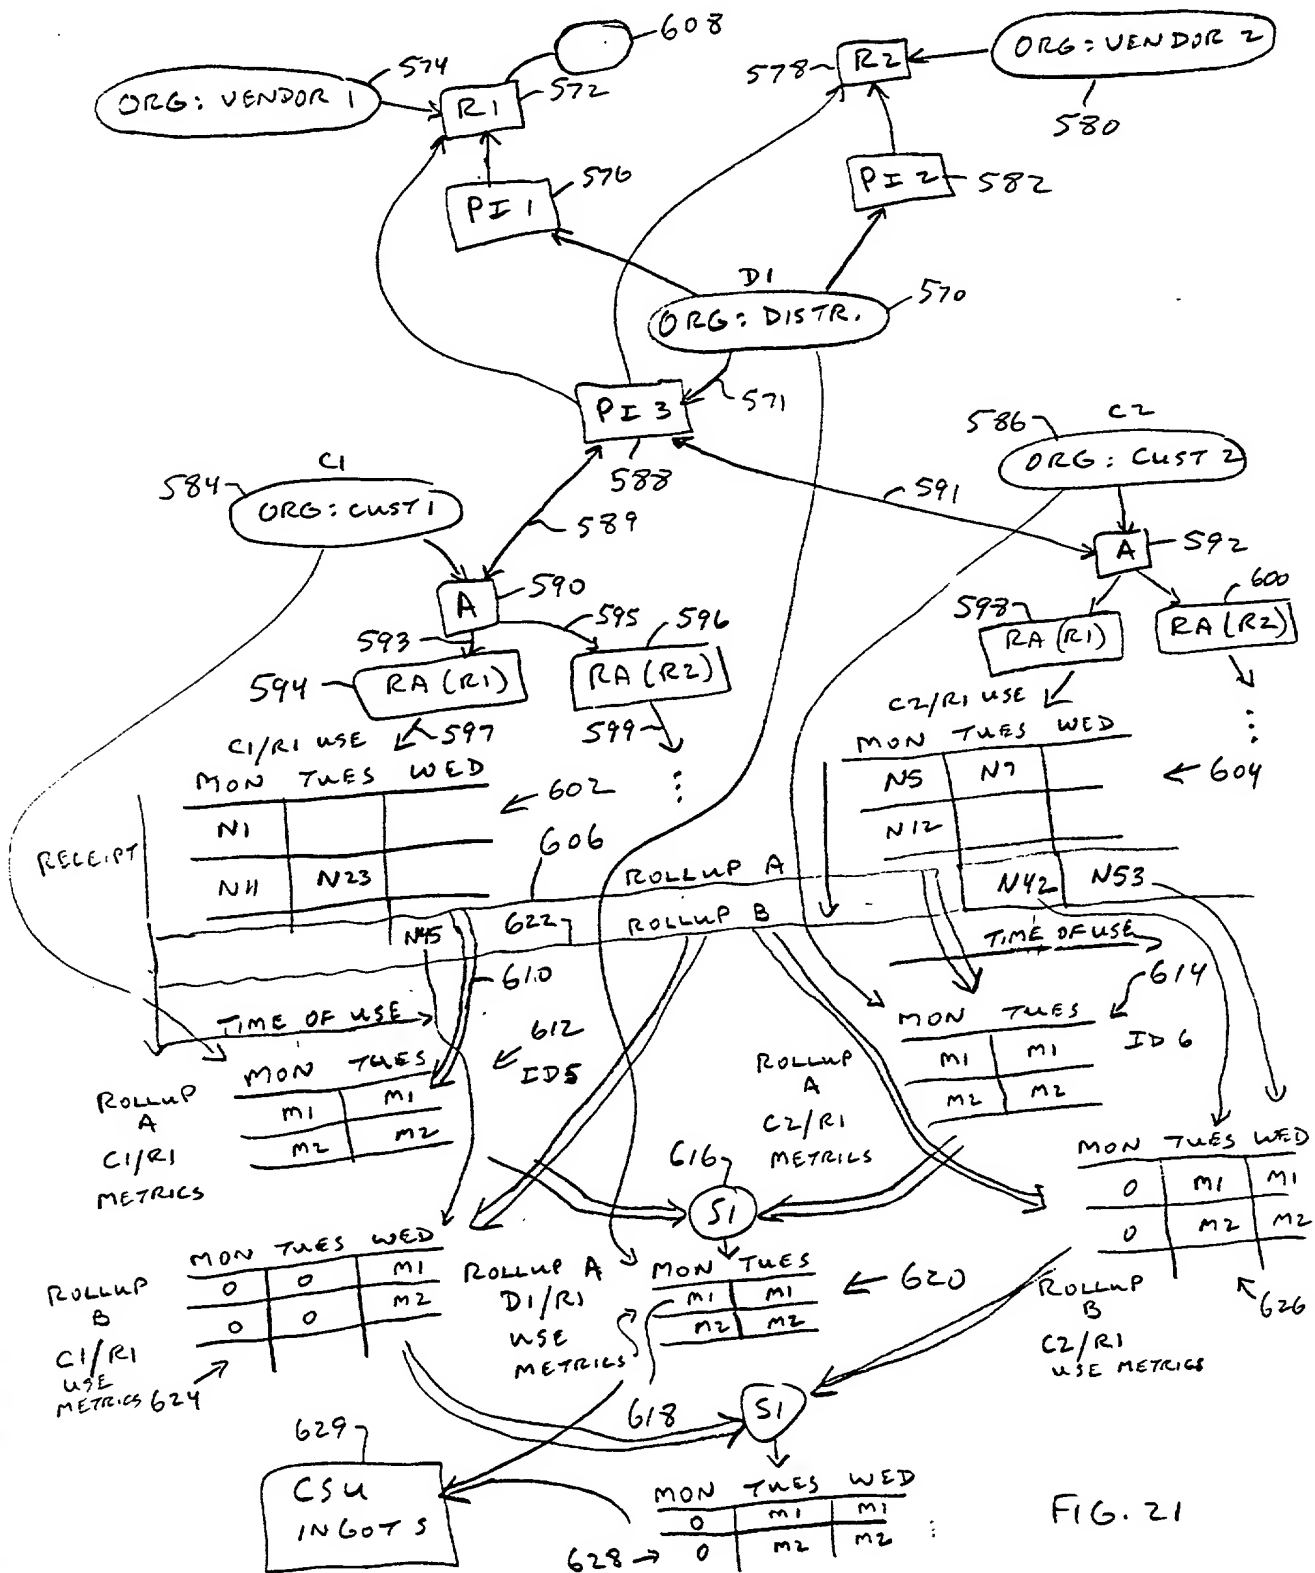 608
574
ORG: VENDOR 1
R1
572
578
R2
ORG: VENDOR 2
580
576
PI 1
PI 2
582
D1
ORG: DISTR.
570
PI 3
571
588
586
C2
ORG: CUST 2
C1
584
ORG: CUST1
589
591
A
590
A
592
593
595
596
598
600
594
RA (R1)
RA (R2)
RA (R1)
RA (R2)
C1/R1 USE
597
599
C2/R1 USE
MON TUES WED
602
MON TUES WED
604
N1
N5 N7
RECEIPT
606
N12
N11 N23
ROLLUP A
N42 N53
N45
622
ROLLUP B
TIME OF USE
610
614
TIME OF USE
612
MON TUES
ID 6
MON TUES
ID5
M1 M1
M2 M2
ROLLUP
A
C1/R1
METRICS
M1 M1
M2 M2
ROLLUP
A
C2/R1
METRICS
616
S1
MON TUES WED
0 M1 M1
0 M2 M2
626
MON TUES WED
0 0 M1
0 0 M2
ROLLUP
B
C1/R1
USE
METRICS 624
ROLLUP A
D1/R1
USE
METRICS
MON TUES
M1 M1
M2 M2
620
ROLLUP
B
C2/R1
USE METRICS
618
S1
629
CSU
INGOTS
MON TUES WED
0 M1 M1
0 M2 M2
628
FIG. 21